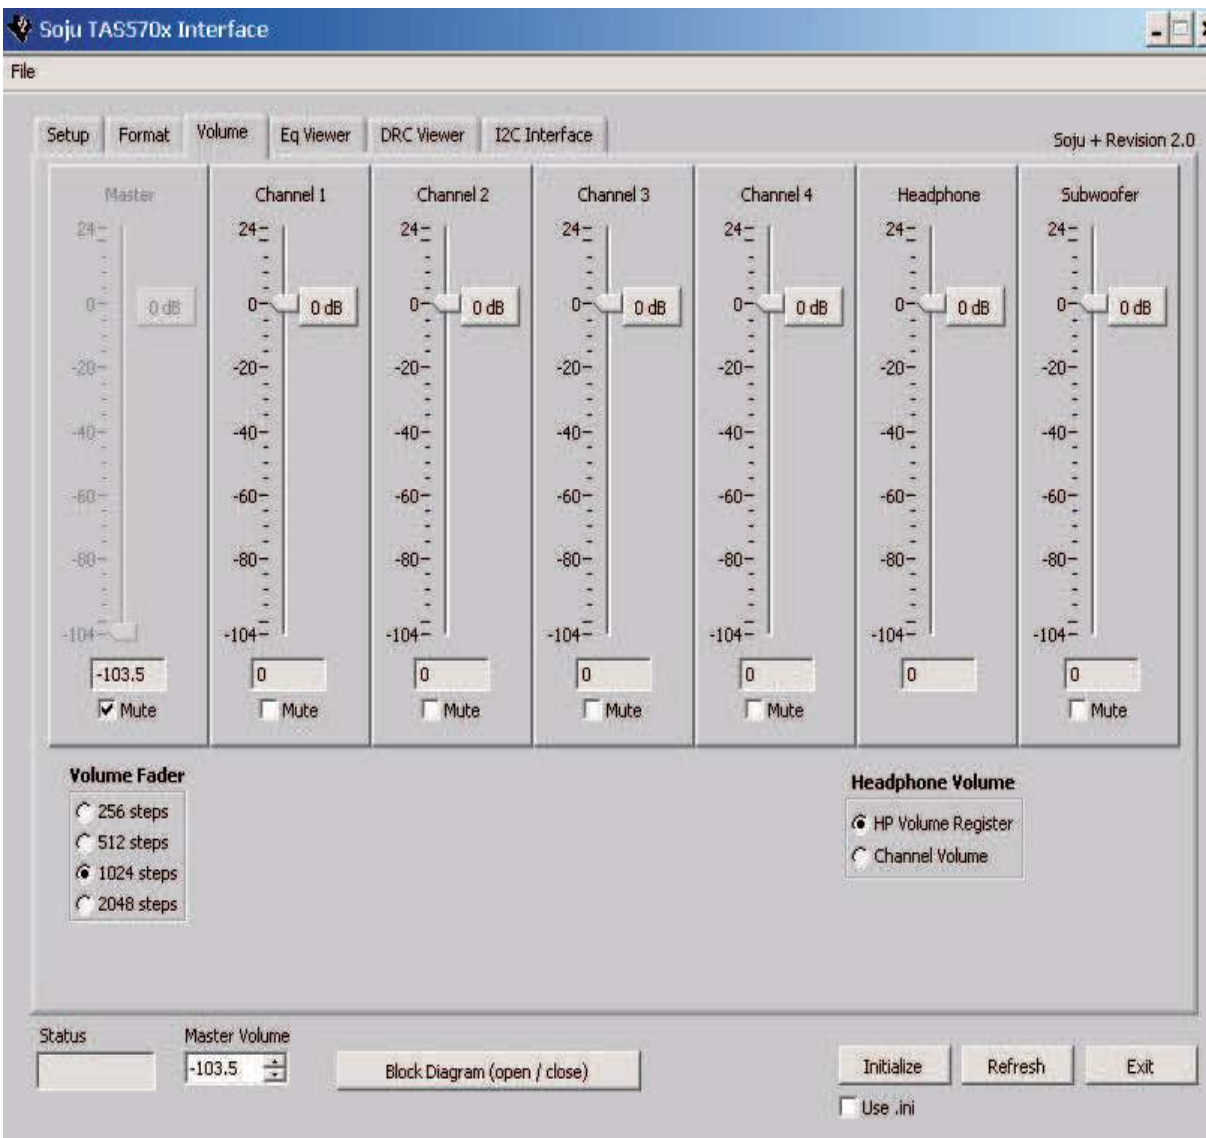 Soju TAS570x Interface
File
Setup Format Volume Eq Viewer DRC Viewer I2C Interface
Soju + Revision 2.0
Master Channel 1 Channel 2 Channel 3 Channel 4 Headphone Subwoofer
24 24 24 24 24 24 24
0 0 dB 0 0 dB 0 0 dB 0 0 dB 0 0 dB 0 0 dB 0 0 dB
-20 -20 -20 -20 -20 -20 -20
-40 -40 -40 -40 -40 -40 -40
-60 -60 -60 -60 -60 -60 -60
-80 -80 -80 -80 -80 -80 -80
-104 -104 -104 -104 -104 -104 -104
-103.5 0 0 0 0 0 0
Mute Mute Mute Mute Mute Mute
Volume Fader
256 steps
512 steps
1024 steps
2048 steps
Headphone Volume
HP Volume Register
Channel Volume
Status Master Volume
-103.5 Block Diagram (open / close) Initialize Refresh Exit
Use .ini